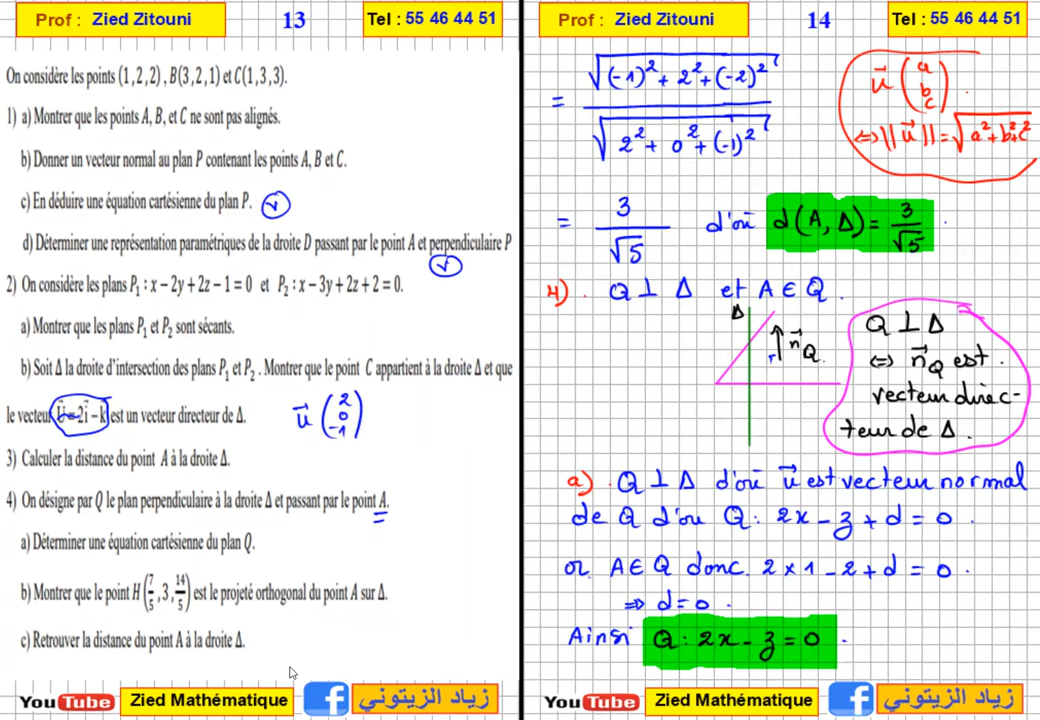 Prof : Zied Zitouni
13
Tel : 55 46 44 51
On considère les points (1, 2, 2) , B(3, 2, 1) et C(1, 3, 3).
1) a) Montrer que les points A, B, et C ne sont pas alignés.
b) Donner un vecteur normal au plan P contenant les points A, B et C.
c) En déduire une équation cartésienne du plan P.
d) Déterminer une représentation paramétriques de la droite D passant par le point A et perpendiculaire P
2) On considère les plans P₁ : x − 2y + 2z − 1 = 0 et P₂ : x − 3y + 2z + 2 = 0.
a) Montrer que les plans P₁ et P₂ sont sécants.
b) Soit Δ la droite d'intersection des plans P₁ et P₂ . Montrer que le point C appartient à la droite Δ et que
le vecteur U⃗ = 2i⃗ − k⃗ est un vecteur directeur de Δ.
u⃗ (2 0 -1)
3) Calculer la distance du point A à la droite Δ.
4) On désigne par Q le plan perpendiculaire à la droite Δ et passant par le point A.
a) Déterminer une équation cartésienne du plan Q.
b) Montrer que le point H(7/5, 3, 14/5) est le projeté orthogonal du point A sur Δ.
c) Retrouver la distance du point A à la droite Δ.
YouTube Zied Mathématique f زياد الزيتوني
Prof : Zied Zitouni
14
Tel : 55 46 44 51
= √((-1)² + 2² + (-2)²) / √(2² + 0² + (-1)²)
u⃗ (a b c)
⇔ ||u⃗|| = √(a² + b² + c²)
= 3/√5 d'où d(A, Δ) = 3/√5 .
4) . Q ⊥ Δ et A ∈ Q .
Δ
n⃗Q
Q ⊥ Δ
⇔ n⃗Q est
vecteur direc-
teur de Δ .
a) . Q ⊥ Δ d'où u⃗ est vecteur normal
de Q d'ou Q : 2x − z + d = 0 .
or A ∈ Q donc 2 × 1 − 2 + d = 0 .
⇒ d = 0 .
Ainsi Q : 2x − z = 0 .
YouTube Zied Mathématique f زياد الزيتوني